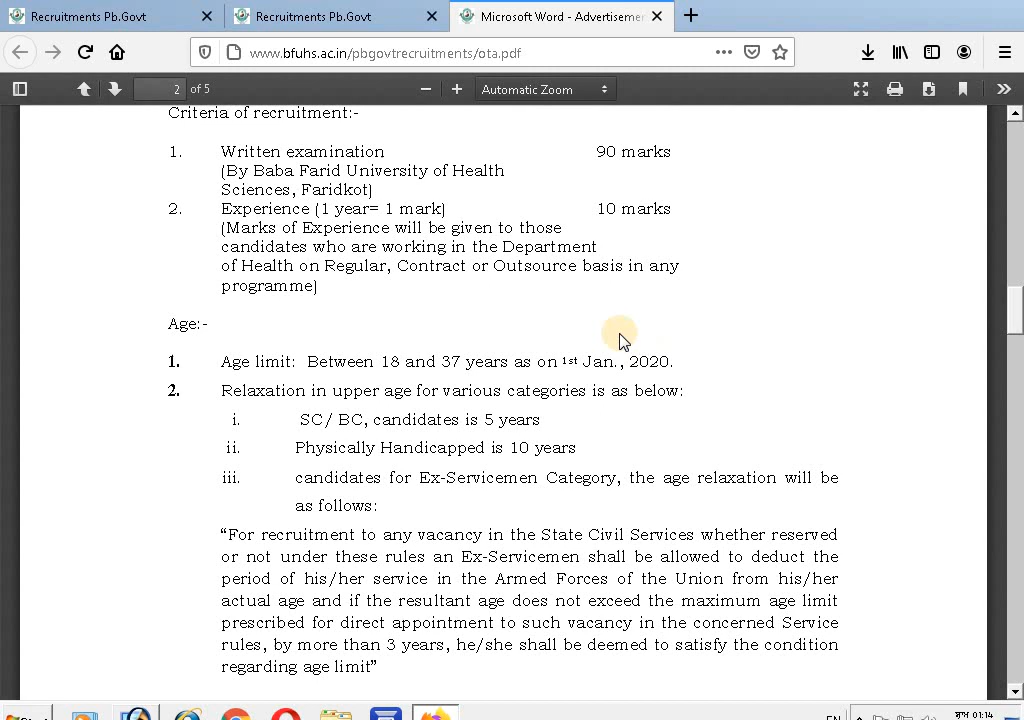 Recruitments Pb.Govt
Recruitments Pb.Govt
Microsoft Word - Advertisemen
www.bfuhs.ac.in/pbgovtrecruitments/ota.pdf
2 of 5
Automatic Zoom
Criteria of recruitment:-
1. Written examination 90 marks
(By Baba Farid University of Health
Sciences, Faridkot)
2. Experience (1 year= 1 mark) 10 marks
(Marks of Experience will be given to those
candidates who are working in the Department
of Health on Regular, Contract or Outsource basis in any
programme)
Age:-
1. Age limit: Between 18 and 37 years as on 1st Jan., 2020.
2. Relaxation in upper age for various categories is as below:
i. SC/ BC, candidates is 5 years
ii. Physically Handicapped is 10 years
iii. candidates for Ex-Servicemen Category, the age relaxation will be
as follows:
“For recruitment to any vacancy in the State Civil Services whether reserved
or not under these rules an Ex-Servicemen shall be allowed to deduct the
period of his/her service in the Armed Forces of the Union from his/her
actual age and if the resultant age does not exceed the maximum age limit
prescribed for direct appointment to such vacancy in the concerned Service
rules, by more than 3 years, he/she shall be deemed to satisfy the condition
regarding age limit”
EN 01:14